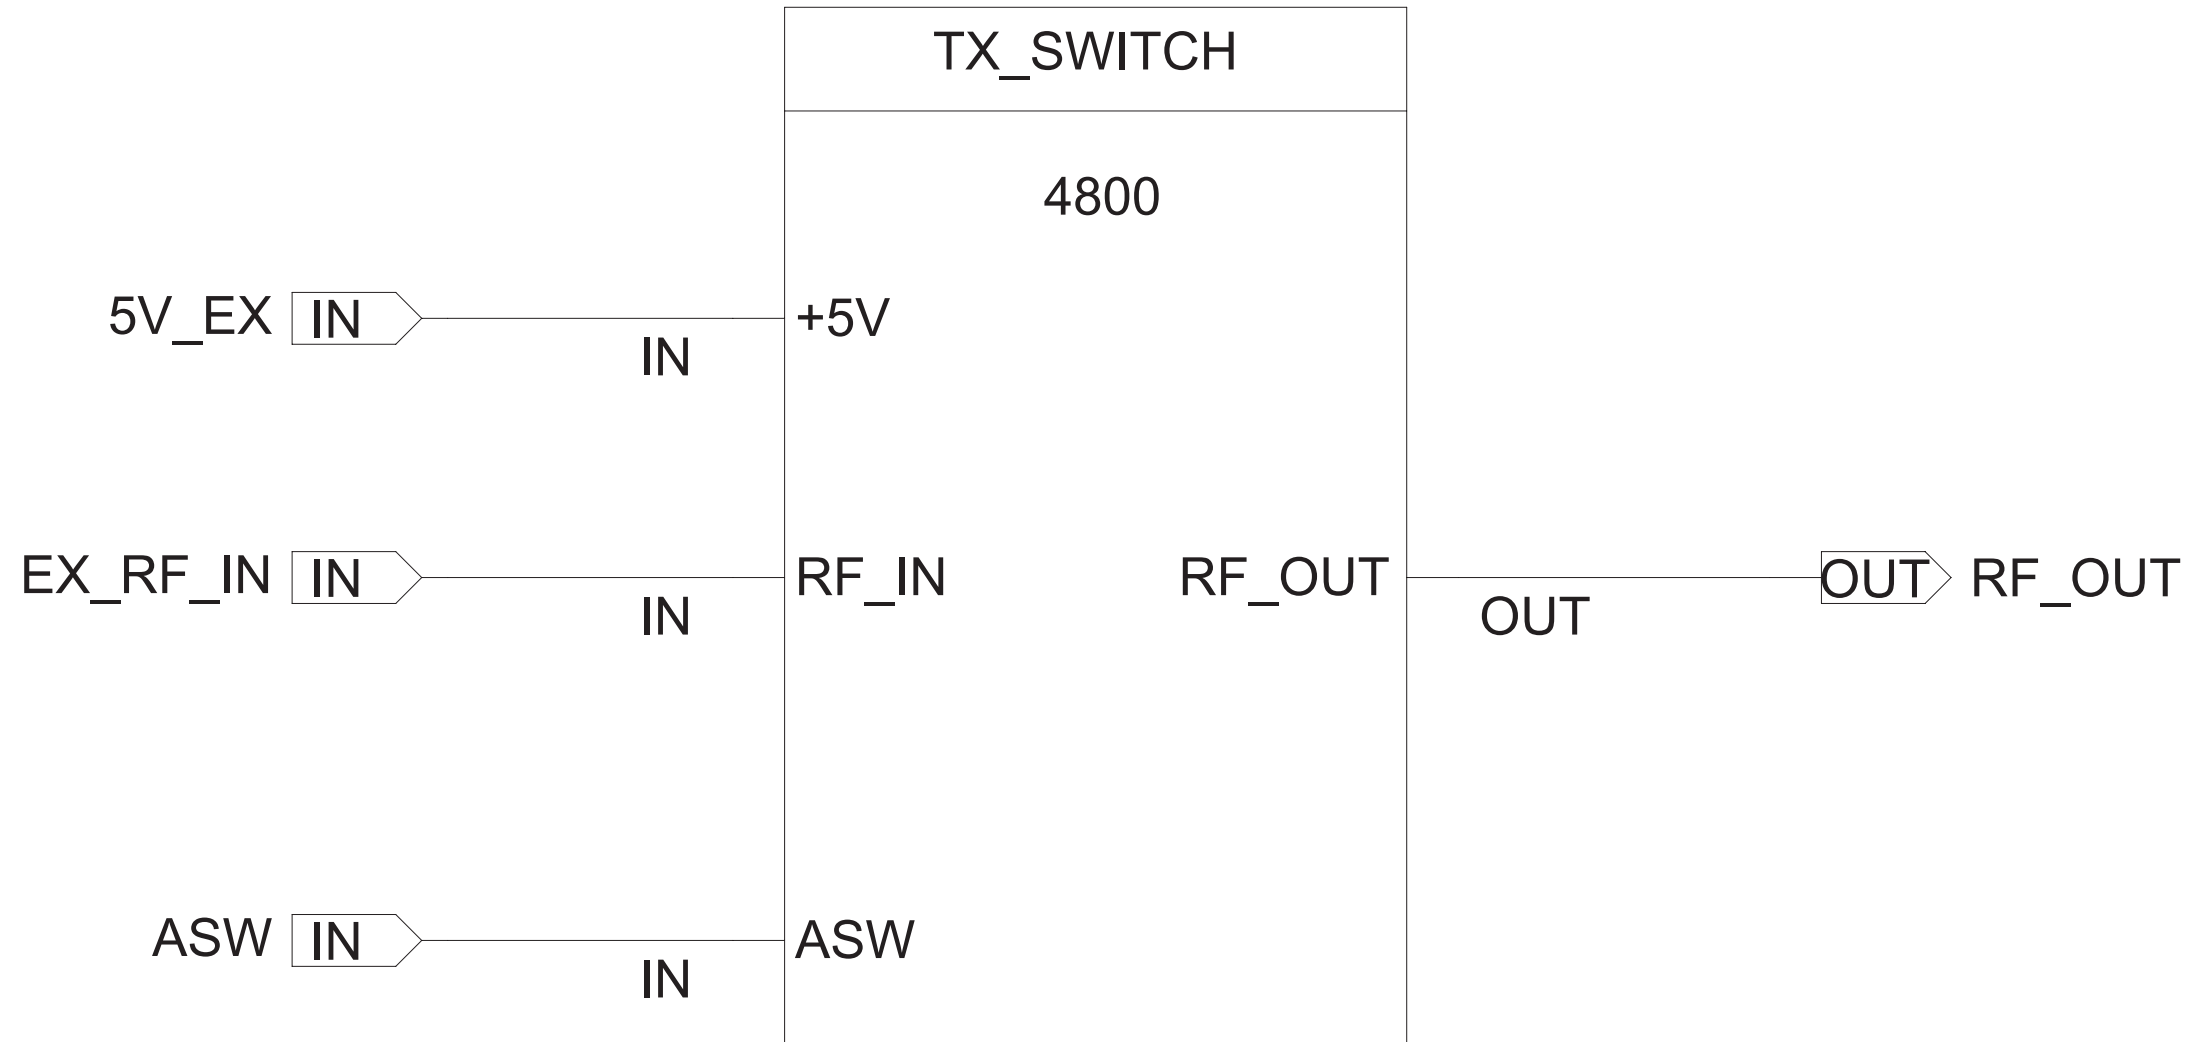 TX_SWITCH
4800
5V_EX IN +5V
IN
EX_RF_IN IN RF_IN RF_OUT OUT RF_OUT
IN OUT
ASW IN ASW
IN